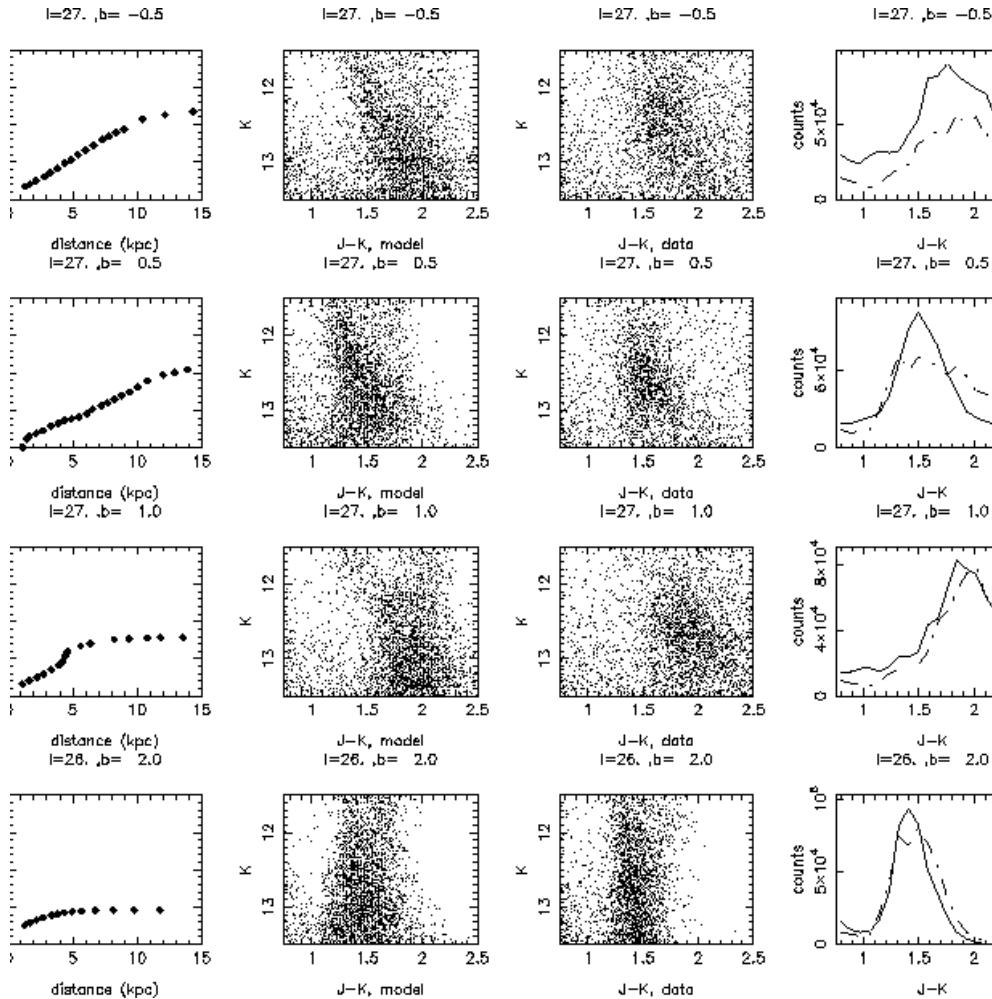 l=27. ,b= −0.5
l=27. ,b= −0.5
l=27. ,b= −0.5
l=27. ,b= −0.5
5 10 15
distance (kpc)
12
13
K
1 1.5 2 2.5
J−K, model
12
13
K
1 1.5 2 2.5
J−K, data
0 5×10⁴
counts
1 1.5 2
J−K
l=27. ,b= 0.5
l=27. ,b= 0.5
l=27. ,b= 0.5
l=27. ,b= 0.5
5 10 15
distance (kpc)
12
13
K
1 1.5 2 2.5
J−K, model
12
13
K
1 1.5 2 2.5
J−K, data
0 6×10⁴
counts
1 1.5 2
J−K
l=27. ,b= 1.0
l=27. ,b= 1.0
l=27. ,b= 1.0
l=27. ,b= 1.0
5 10 15
distance (kpc)
12
13
K
1 1.5 2 2.5
J−K, model
12
13
K
1 1.5 2 2.5
J−K, data
0 4×10⁴ 8×10⁴
counts
1 1.5 2
J−K
l=26. ,b= 2.0
l=26. ,b= 2.0
l=26. ,b= 2.0
l=26. ,b= 2.0
5 10 15
distance (kpc)
12
13
K
1 1.5 2 2.5
J−K, model
12
13
K
1 1.5 2 2.5
J−K, data
0 5×10⁴ 10⁵
counts
1 1.5 2
J−K